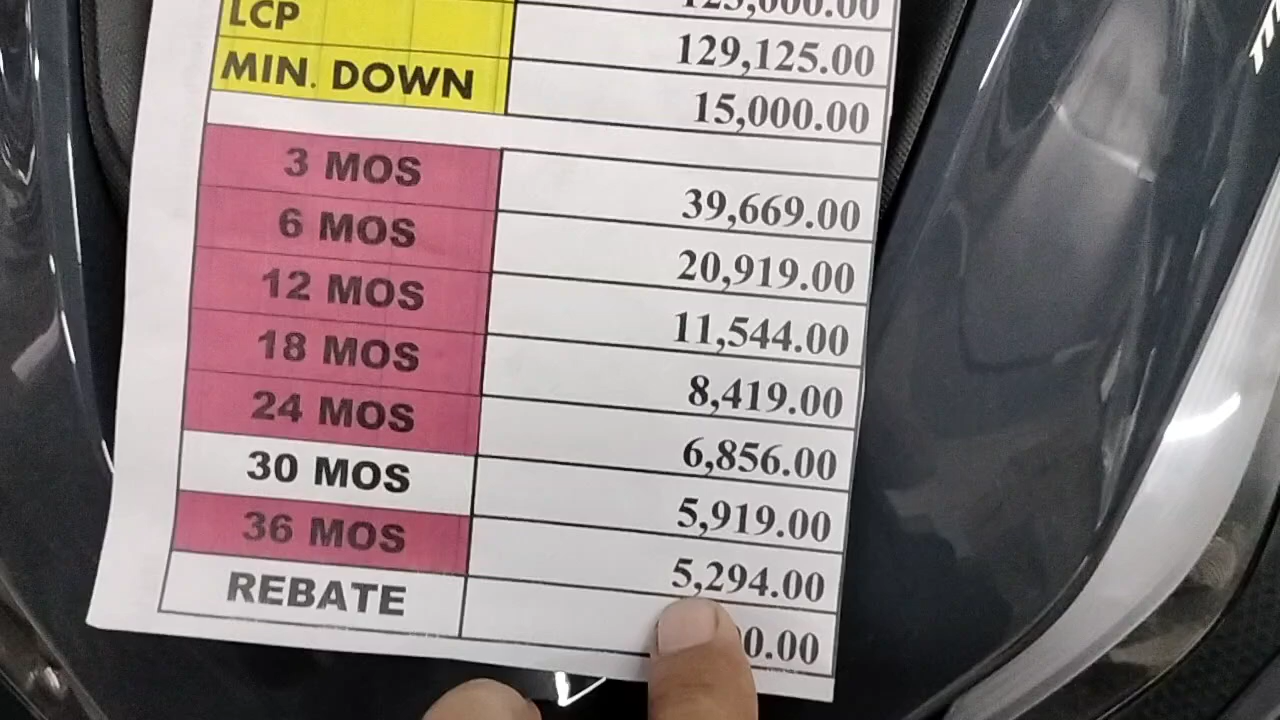 LCP 129,125.00
MIN. DOWN 15,000.00
3 MOS 39,669.00
6 MOS 20,919.00
12 MOS 11,544.00
18 MOS 8,419.00
24 MOS 6,856.00
30 MOS 5,919.00
36 MOS 5,294.00
REBATE 0.00